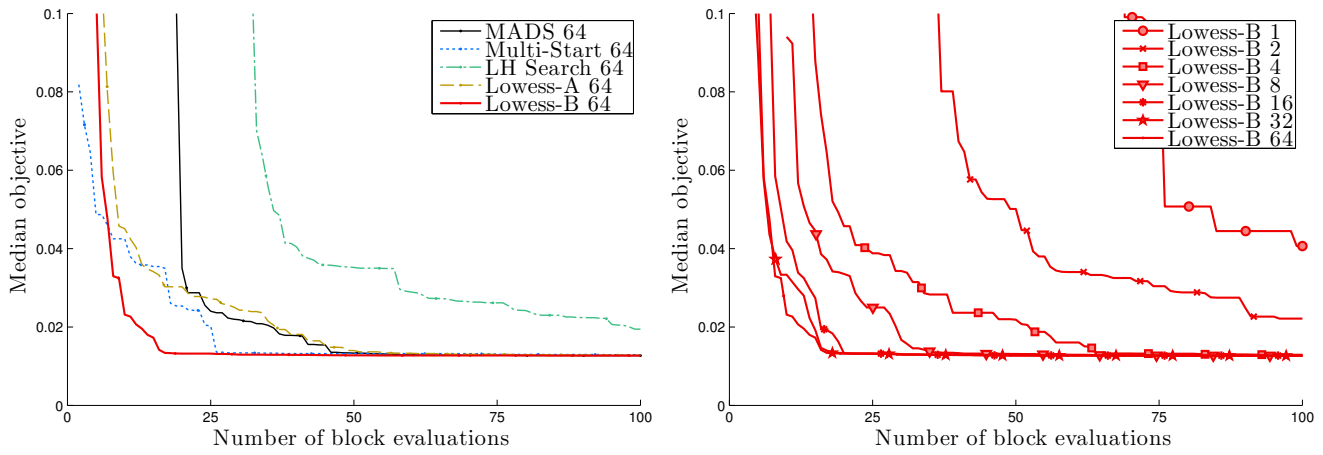 0.1
0.08
0.06
0.04
0.02
0
0
25
50
75
100
Median objective
Number of block evaluations
MADS 64
Multi-Start 64
LH Search 64
Lowess-A 64
Lowess-B 64
0.1
0.08
0.06
0.04
0.02
0
0
25
50
75
100
Median objective
Number of block evaluations
Lowess-B 1
Lowess-B 2
Lowess-B 4
Lowess-B 8
Lowess-B 16
Lowess-B 32
Lowess-B 64